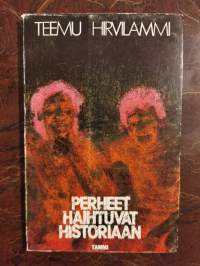 TEEMU HIRVILAMMI
PERHEET
HAIHTUVAT
HISTORIAAN
TAMMI